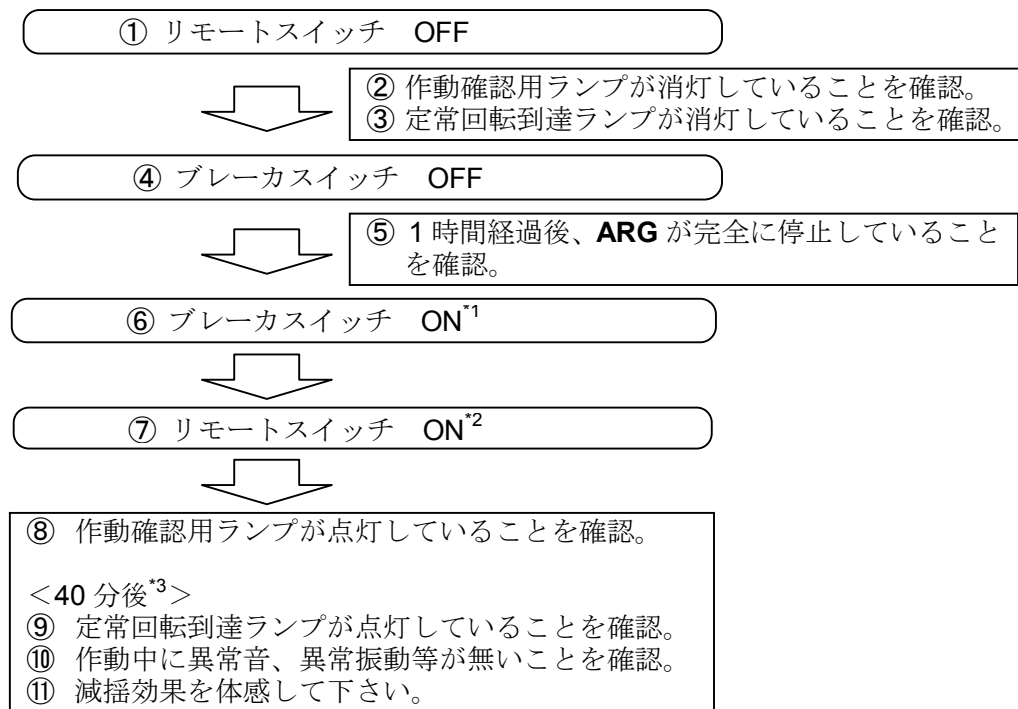 ① リモートスイッチ OFF
② 作動確認用ランプが消灯していることを確認。
③ 定常回転到達ランプが消灯していることを確認。
④ ブレーカスイッチ OFF
⑤ 1時間経過後、ARG が完全に停止していること
を確認。
⑥ ブレーカスイッチ ON*1
⑦ リモートスイッチ ON*2
⑧ 作動確認用ランプが点灯していることを確認。
<40 分後*3>
⑨ 定常回転到達ランプが点灯していることを確認。
⑩ 作動中に異常音、異常振動等が無いことを確認。
⑪ 減揺効果を体感して下さい。